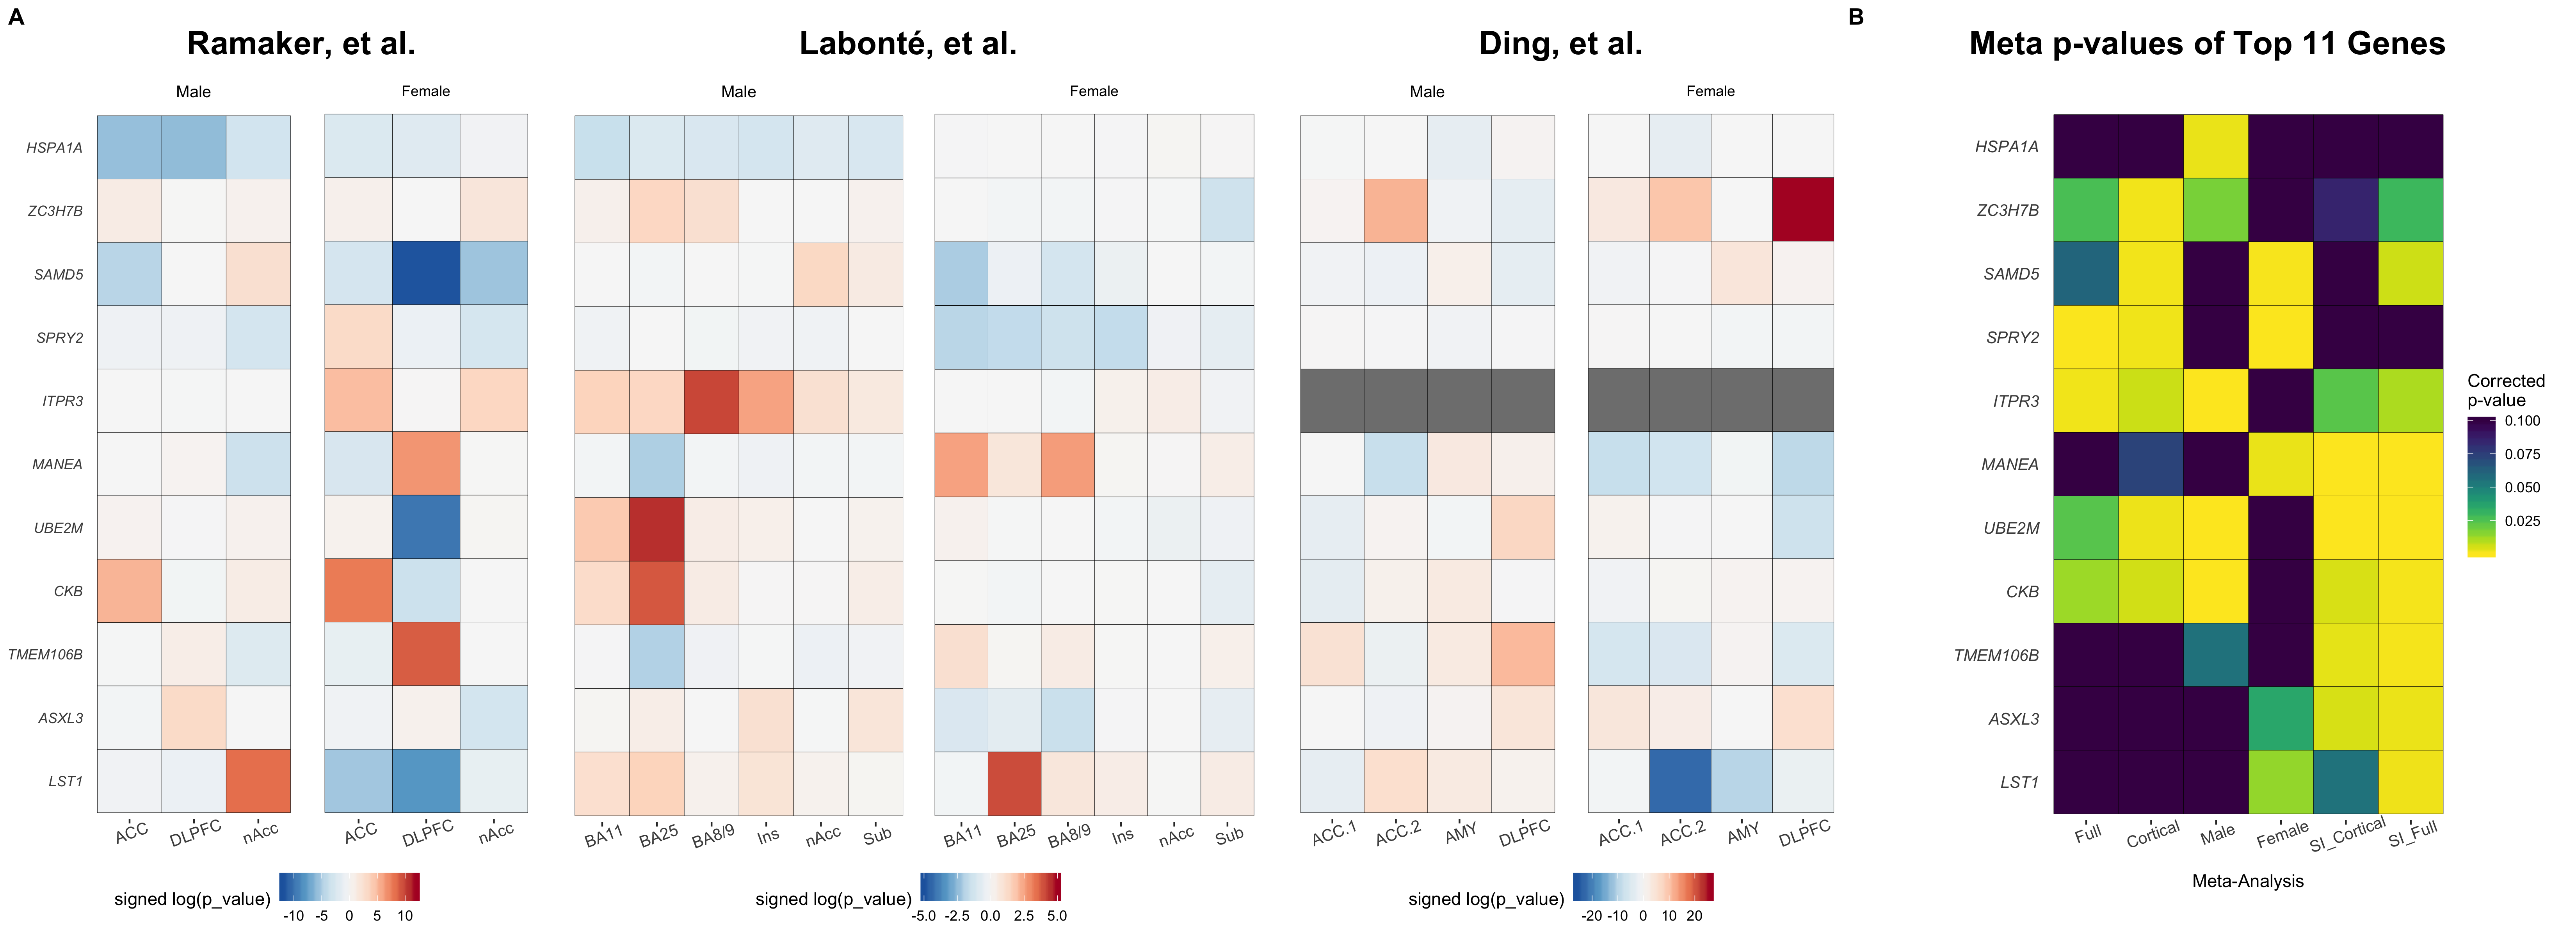 A
B
Ramaker, et al.
Labonté, et al.
Ding, et al.
Meta p-values of Top 11 Genes
Male
Female
Male
Female
Male
Female
HSPA1A
ZC3H7B
SAMD5
SPRY2
ITPR3
MANEA
UBE2M
CKB
TMEM106B
ASXL3
LST1
HSPA1A
ZC3H7B
SAMD5
SPRY2
ITPR3
MANEA
UBE2M
CKB
TMEM106B
ASXL3
LST1
Corrected
p-value
0.100
0.075
0.050
0.025
ACC DLPFC nAcc
ACC DLPFC nAcc
BA11 BA25 BA8/9 Ins nAcc Sub
BA11 BA25 BA8/9 Ins nAcc Sub
ACC.1 ACC.2 AMY DLPFC
ACC.1 ACC.2 AMY DLPFC
Full Cortical Male Female SI_Cortical SI_Full
Meta-Analysis
signed log(p_value)
-10 -5 0 5 10
signed log(p_value)
-5.0 -2.5 0.0 2.5 5.0
signed log(p_value)
-20 -10 0 10 20